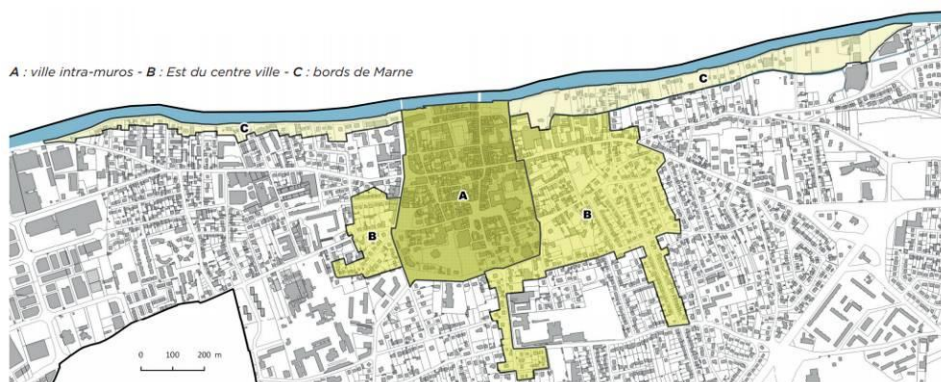 A : ville intra-muros - B : Est du centre ville - C : bords de Marne
C
C
A
B
B
0 100 200 m